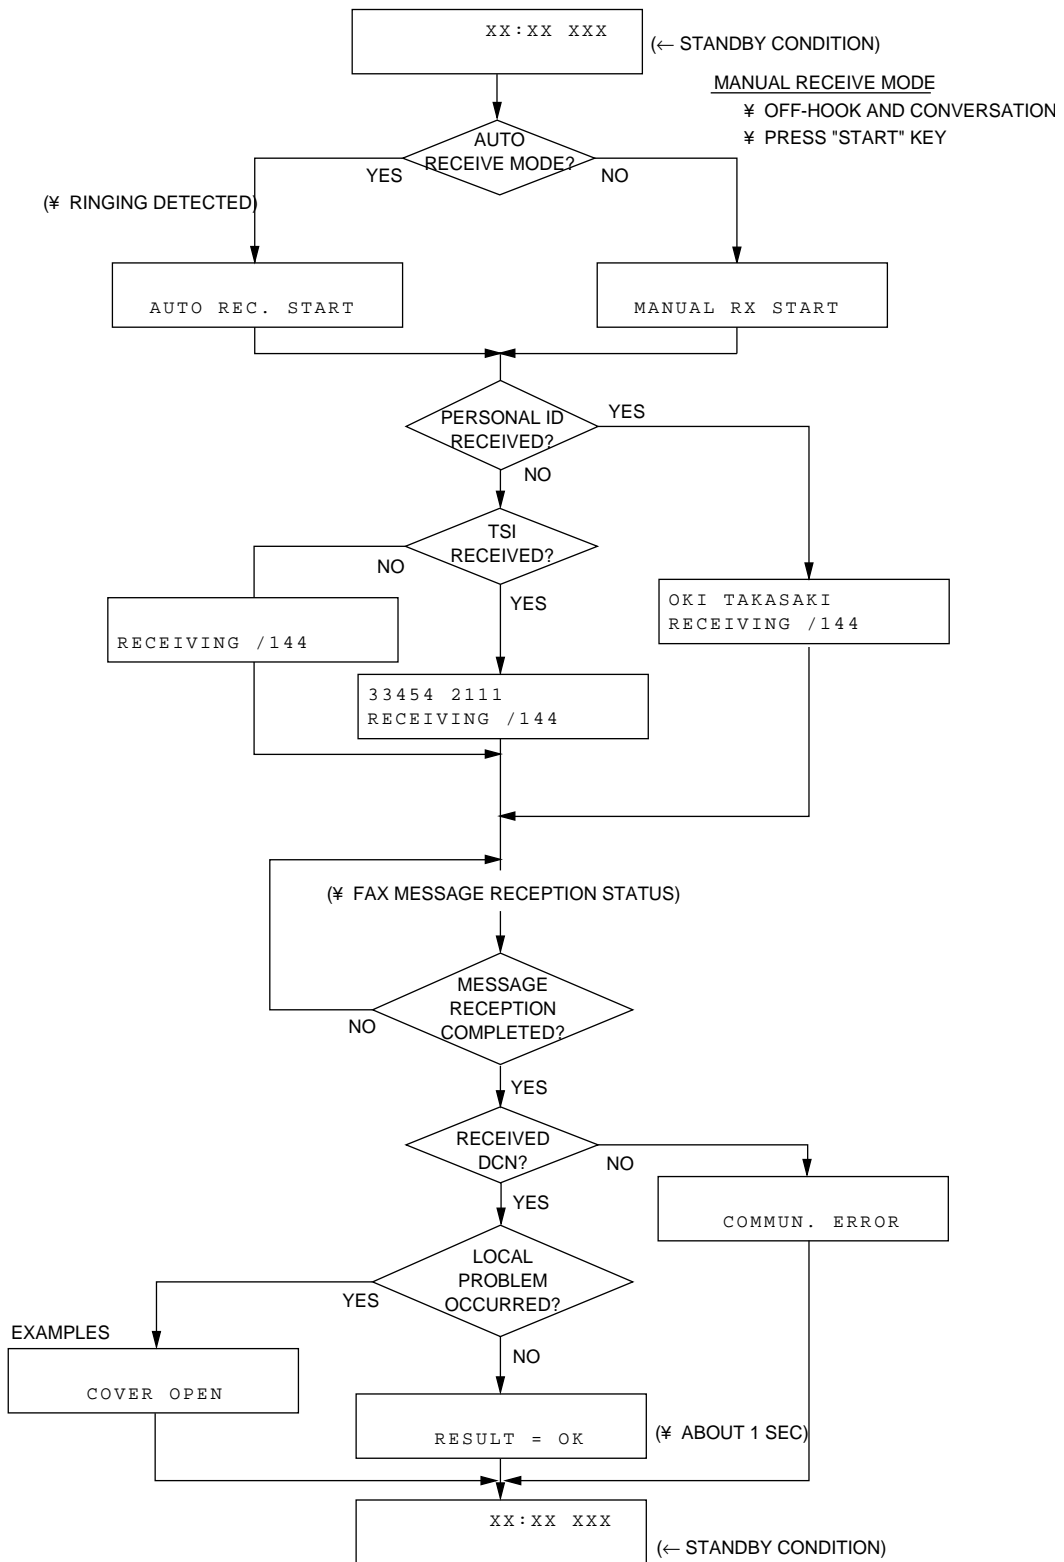 XX:XX XXX
(← STANDBY CONDITION)
MANUAL RECEIVE MODE
¥ OFF-HOOK AND CONVERSATION
¥ PRESS "START" KEY
AUTO
RECEIVE MODE?
YES
NO
(¥ RINGING DETECTED)
AUTO REC. START
MANUAL RX START
PERSONAL ID
RECEIVED?
YES
NO
TSI
RECEIVED?
NO
YES
OKI TAKASAKI
RECEIVING /144
RECEIVING /144
33454 2111
RECEIVING /144
(¥ FAX MESSAGE RECEPTION STATUS)
MESSAGE
RECEPTION
COMPLETED?
NO
YES
RECEIVED
DCN?
NO
YES
COMMUN. ERROR
LOCAL
PROBLEM
OCCURRED?
YES
NO
EXAMPLES
COVER OPEN
RESULT = OK
(¥ ABOUT 1 SEC)
XX:XX XXX
(← STANDBY CONDITION)